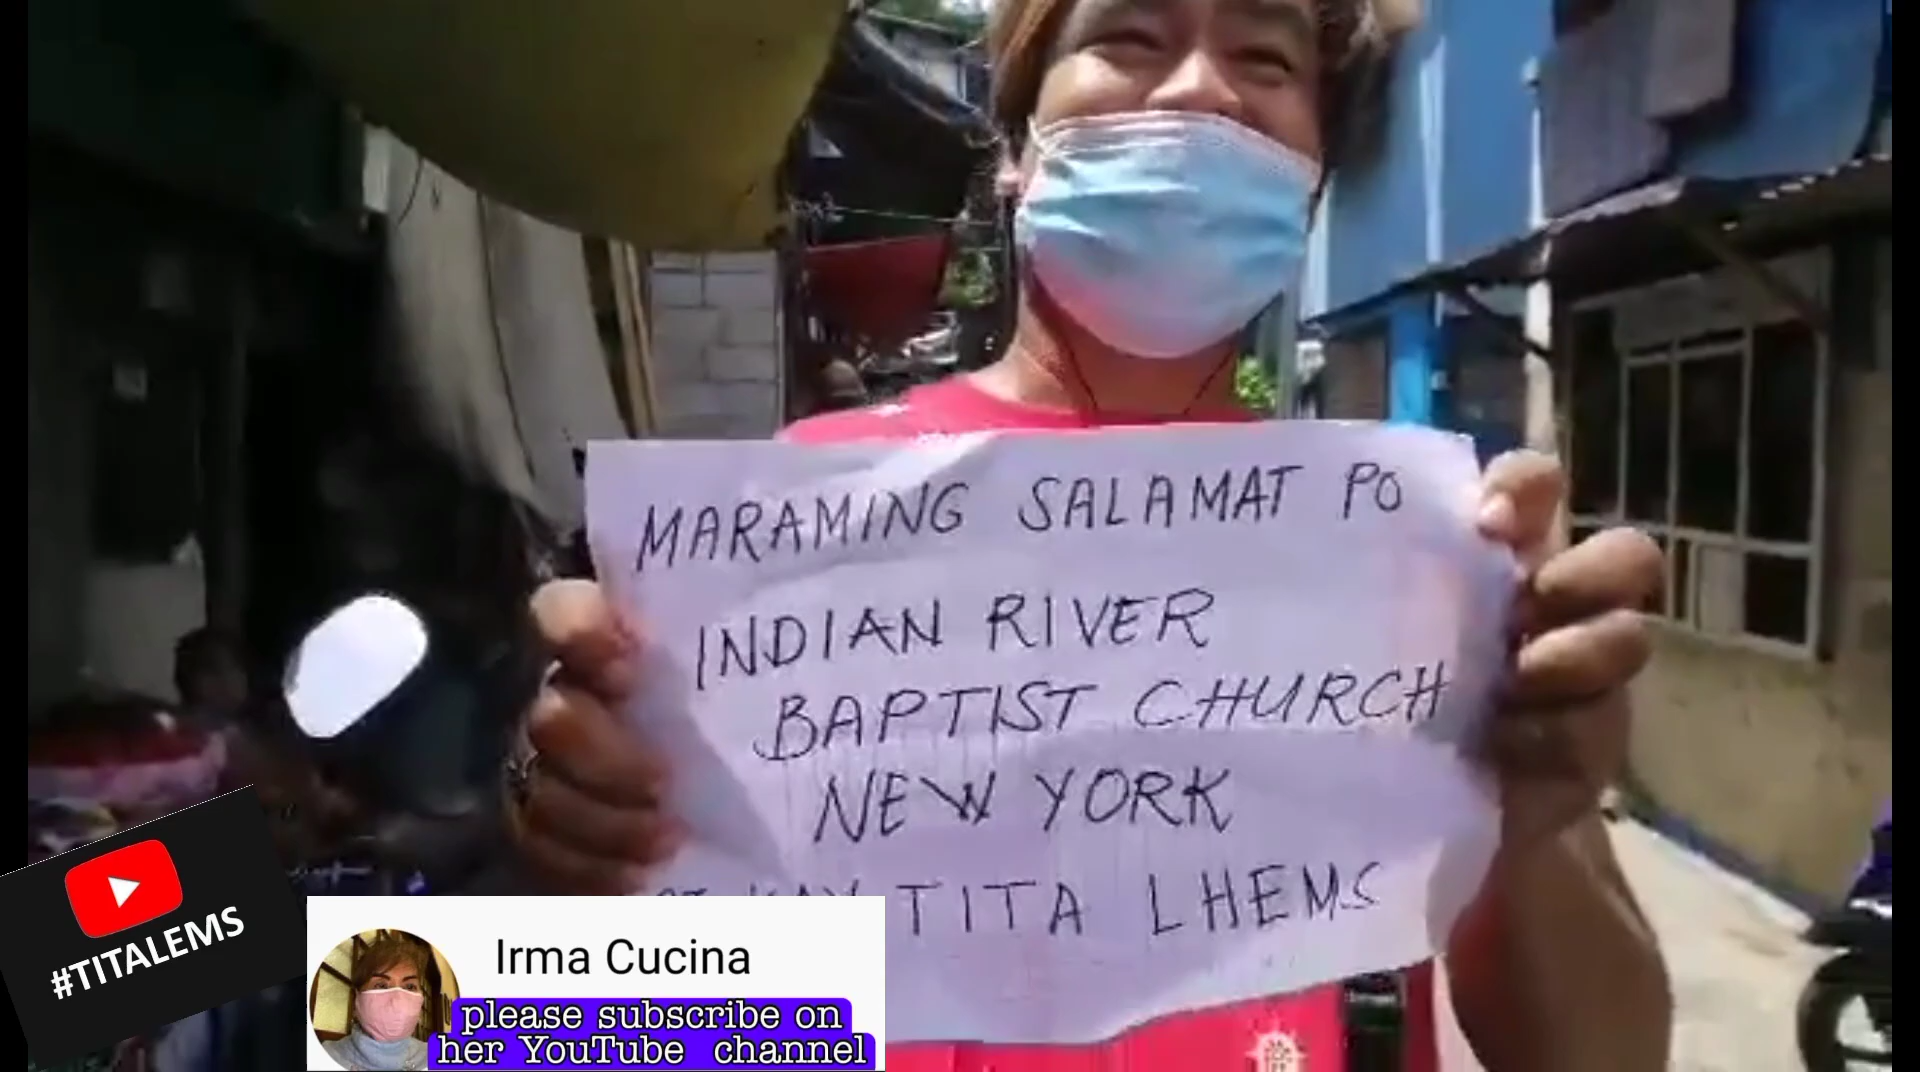 MARAMING SALAMAT PO
INDIAN RIVER
BAPTIST CHURCH
NEW YORK
TITA LHEMS
#TITALEMS
Irma Cucina
please subscribe on
her YouTube channel